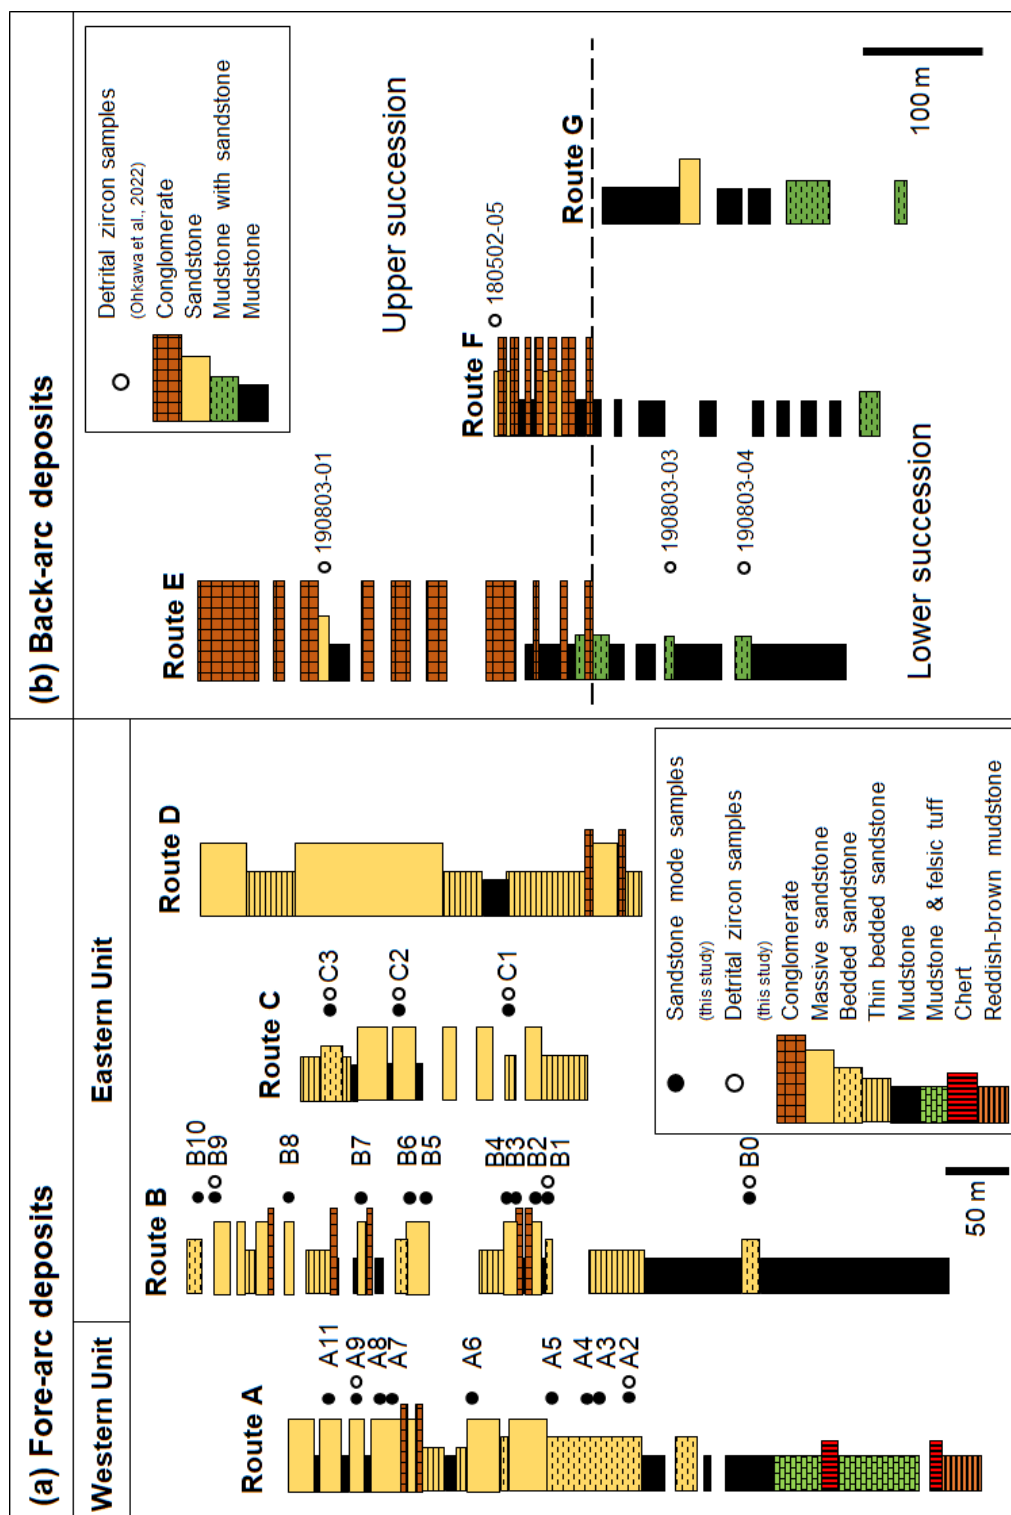 (a) Fore-arc deposits
Western Unit
Eastern Unit
Route A
A11
A9
A8
A7
A6
A5
A4
A3
A2
Route B
B10
B9
B8
B7
B6
B5
B4
B3
B2
B1
B0
Route C
C3
C2
C1
Route D
50 m
Sandstone mode samples
(this study)
Detrital zircon samples
(this study)
Conglomerate
Massive sandstone
Bedded sandstone
Thin bedded sandstone
Mudstone
Mudstone & felsic tuff
Chert
Reddish-brown mudstone
(b) Back-arc deposits
Route E
190803-01
190803-03
190803-04
Route F
180502-05
Route G
Upper succession
Lower succession
Detrital zircon samples
(Ohkawa et al., 2022)
Conglomerate
Sandstone
Mudstone with sandstone
Mudstone
100 m